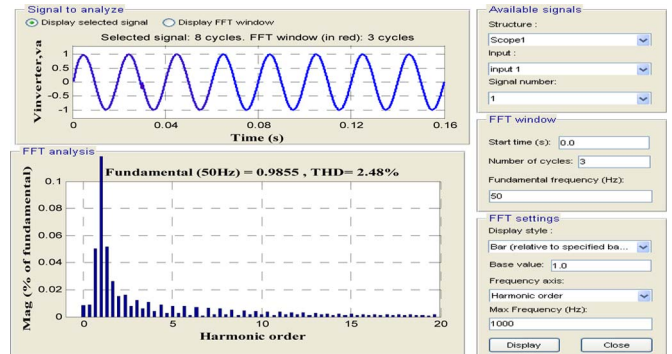 Signal to analyze
Display selected signal Display FFT window
Selected signal: 8 cycles. FFT window (in red): 3 cycles
Vinverter,va
1
0.5
0
-0.5
-1
0 0.04 0.08 0.12 0.16
Time (s)
FFT analysis
Fundamental (50Hz) = 0.9855 , THD= 2.48%
Mag (% of fundamental)
0.1
0.08
0.06
0.04
0.02
0
0 5 10 15 20
Harmonic order
Available signals
Structure :
Scope1
Input :
input 1
Signal number:
1
FFT window
Start time (s): 0.0
Number of cycles: 3
Fundamental frequency (Hz):
50
FFT settings
Display style :
Bar (relative to specified ba...
Base value: 1.0
Frequency axis:
Harmonic order
Max Frequency (Hz):
1000
Display Close